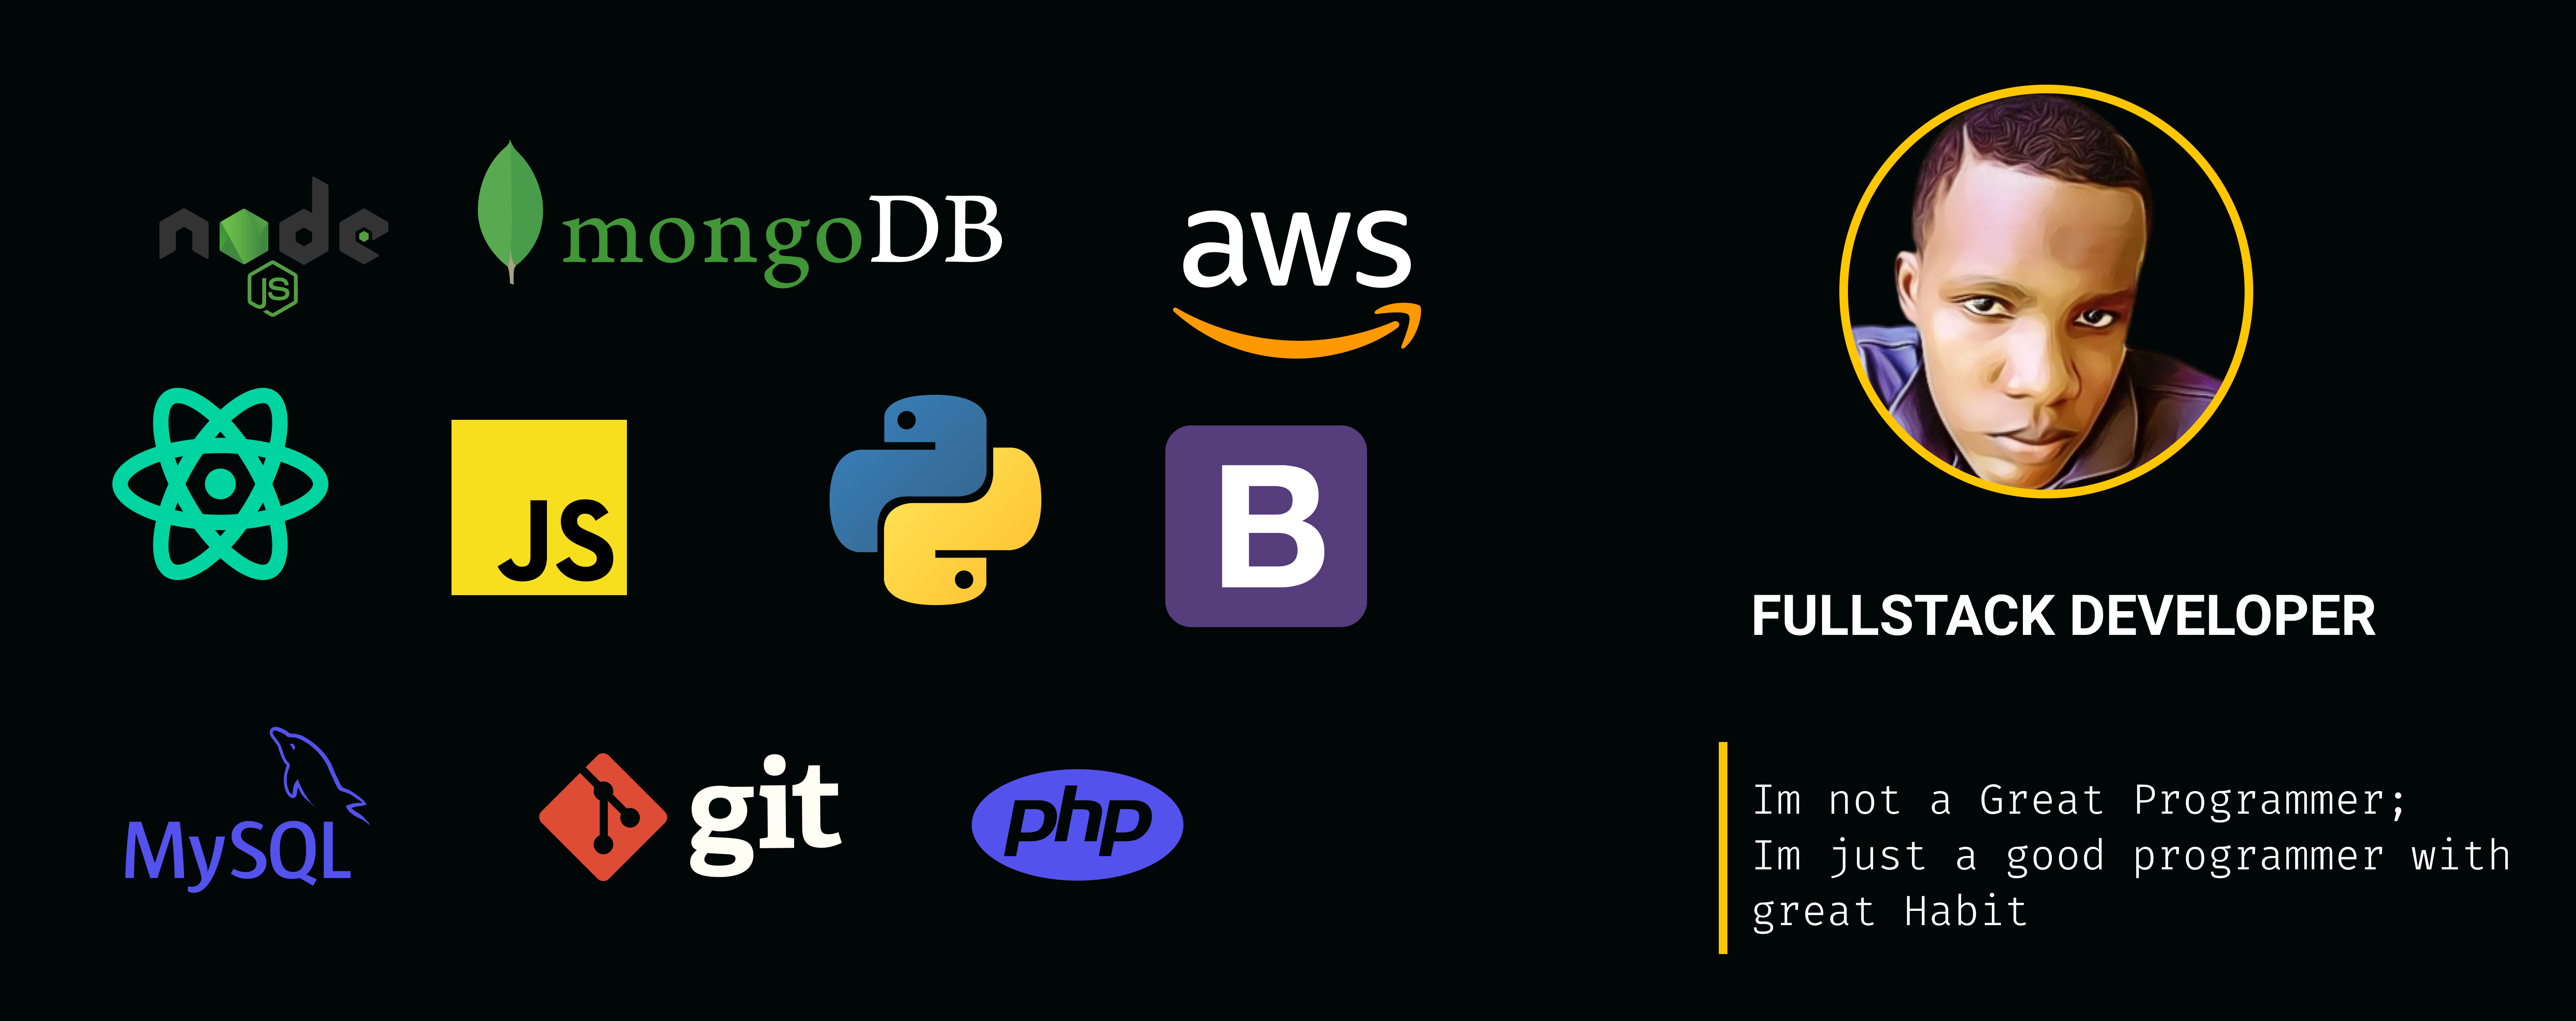 node
JS
mongoDB
aws
JS
B
MySQL
git
php
FULLSTACK DEVELOPER
Im not a Great Programmer;
Im just a good programmer with
great Habit